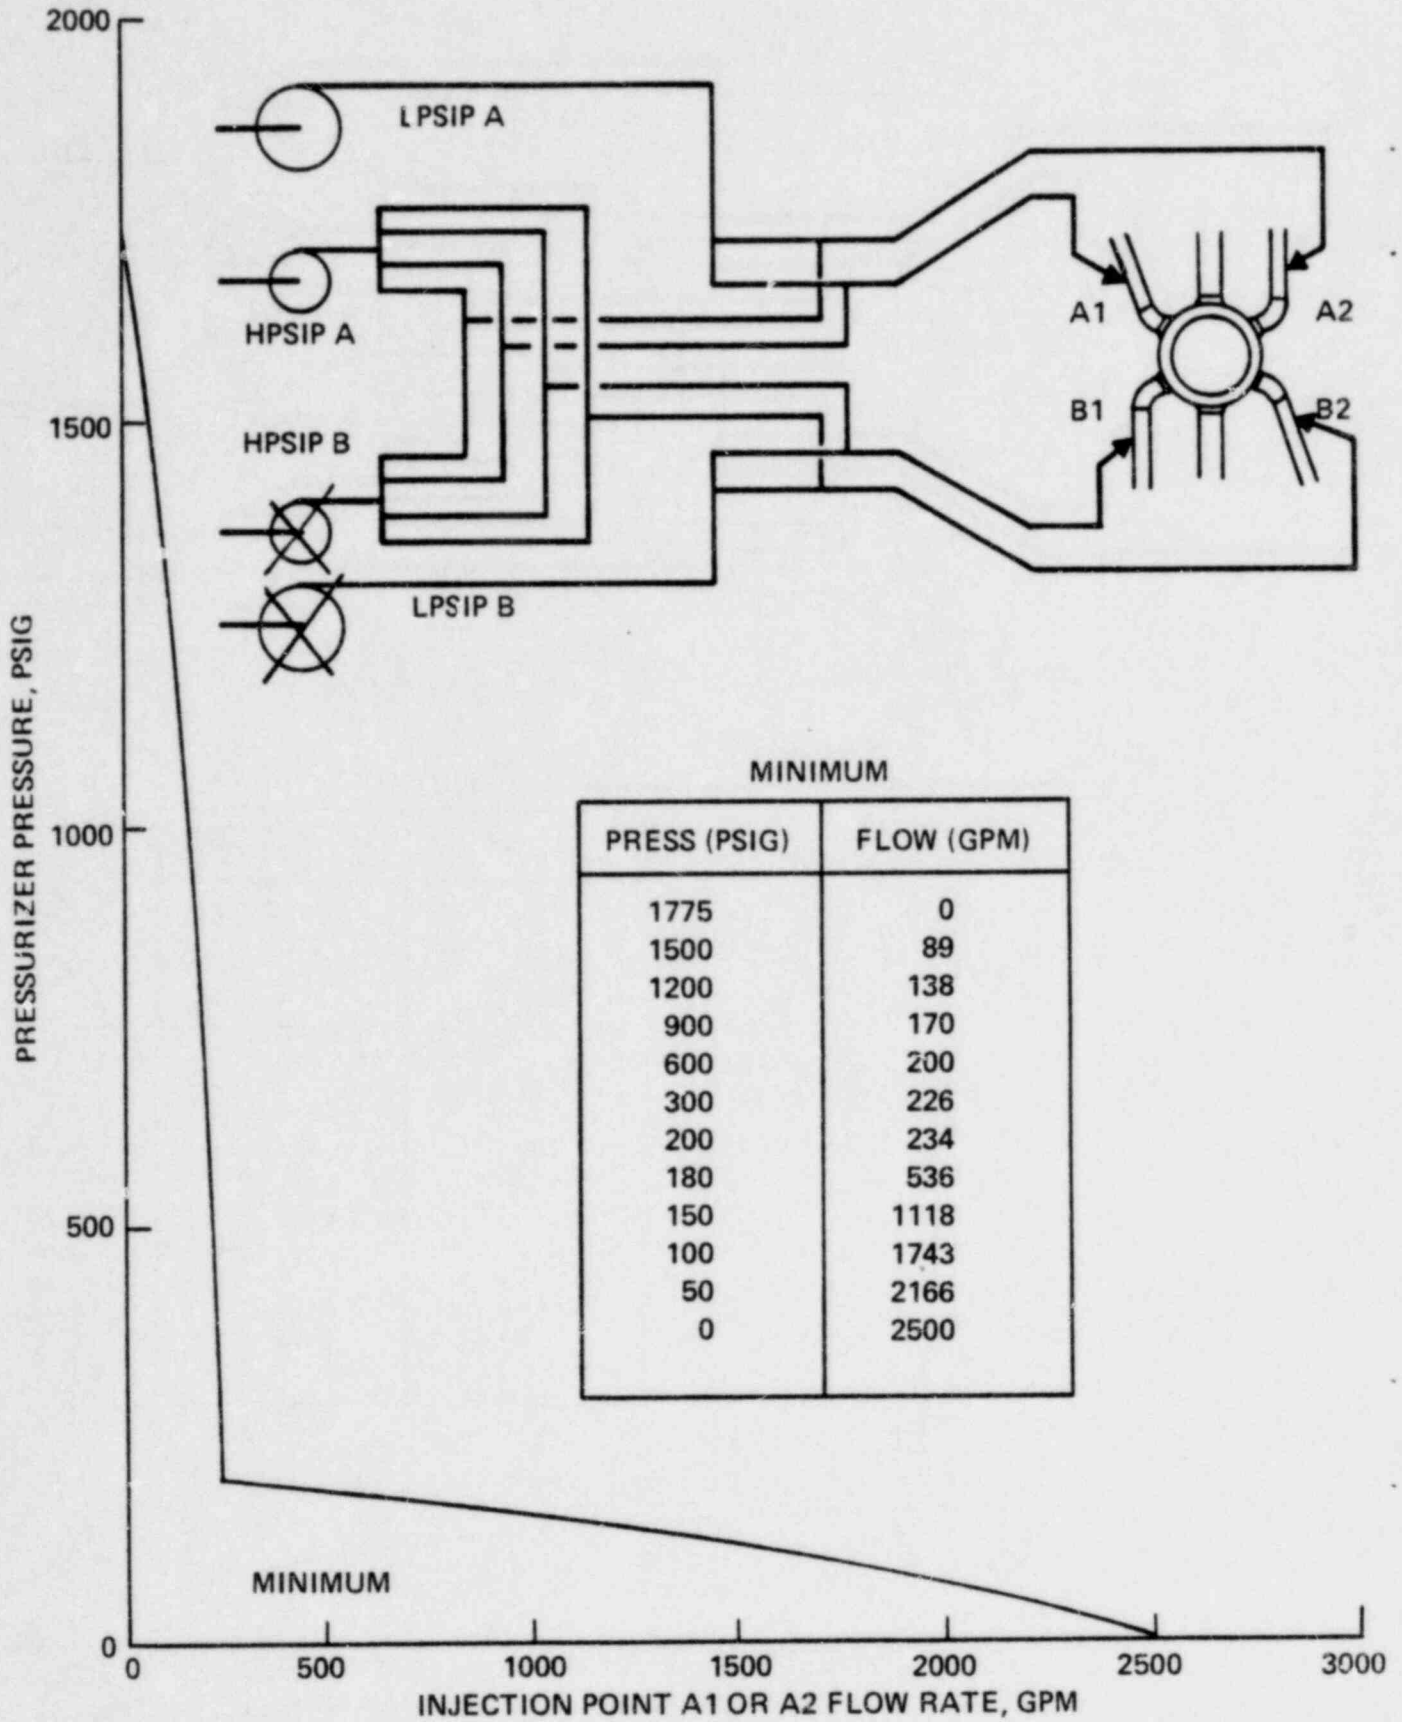 2000
LPSIP A
HPSIP A
A1
A2
1500
HPSIP B
B1
B2
LPSIP B
PRESSURIZER PRESSURE, PSIG
1000
MINIMUM
PRESS (PSIG) FLOW (GPM)
1775 0
1500 89
1200 138
900 170
600 200
300 226
200 234
180 536
150 1118
100 1743
50 2166
0 2500
500
MINIMUM
0
0 500 1000 1500 2000 2500 3000
INJECTION POINT A1 OR A2 FLOW RATE, GPM